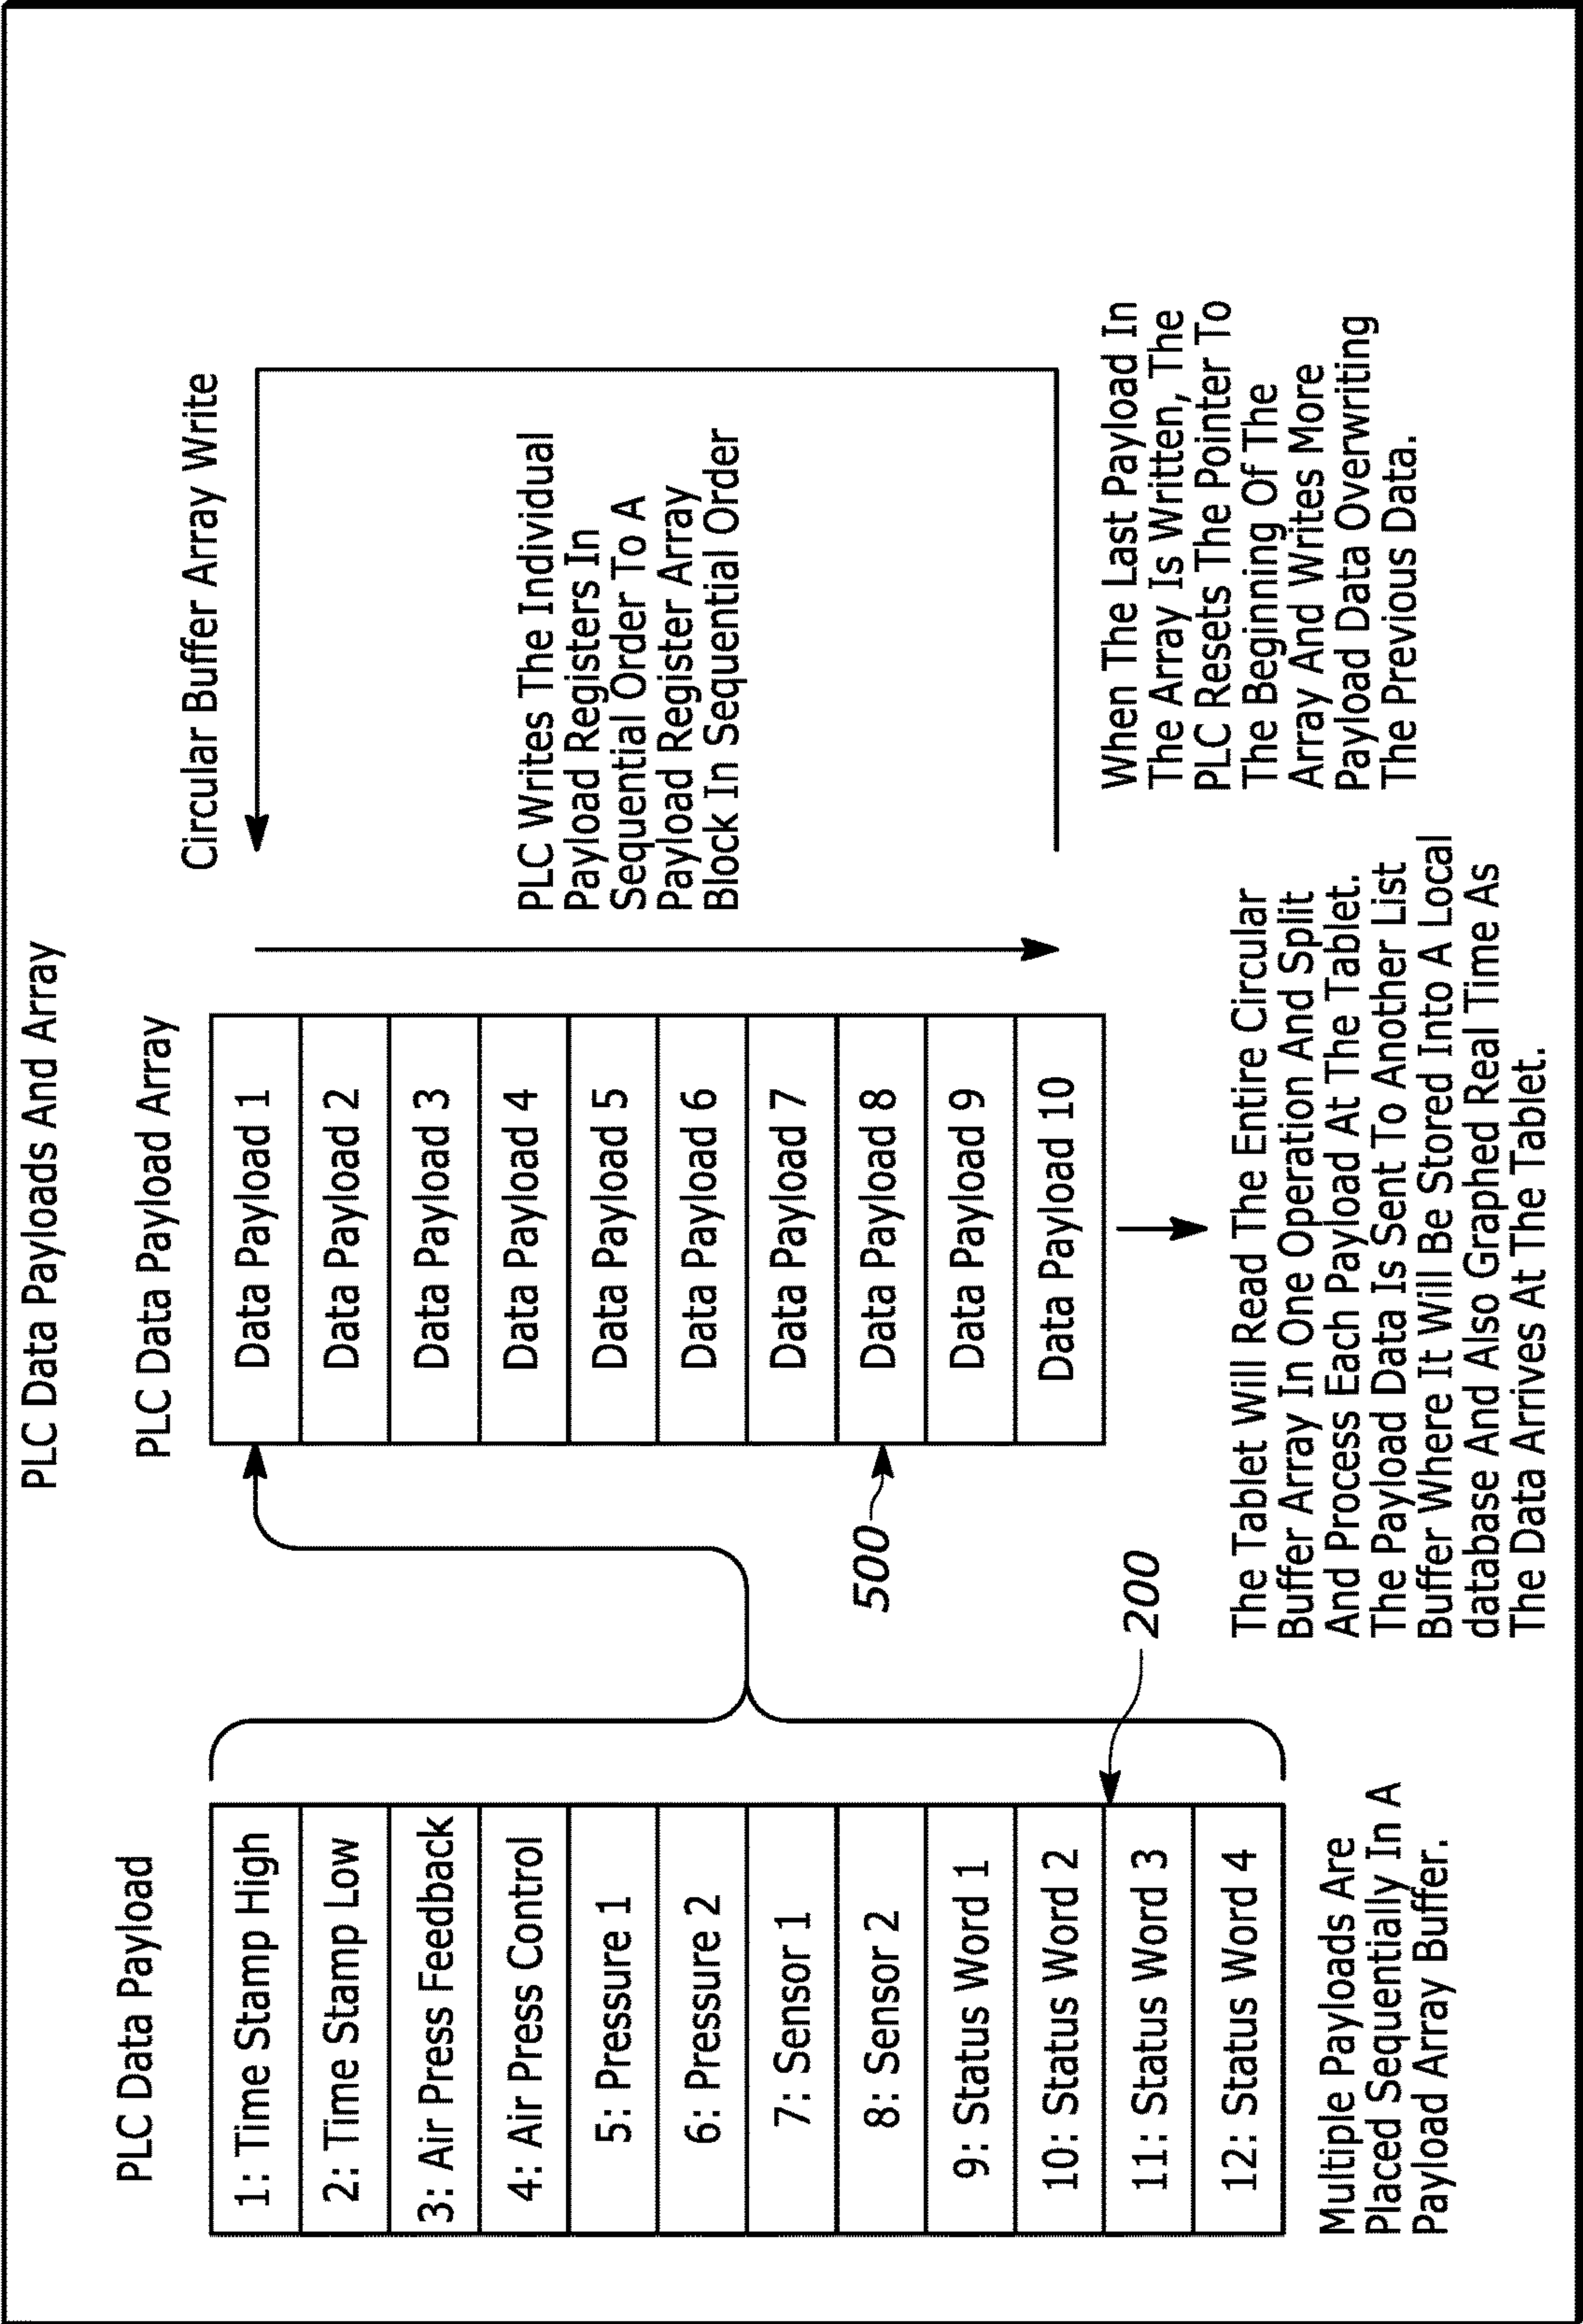 PLC Data Payloads And Array
PLC Data Payload
1: Time Stamp High
2: Time Stamp Low
3: Air Press Feedback
4: Air Press Control
5: Pressure 1
6: Pressure 2
7: Sensor 1
8: Sensor 2
9: Status Word 1
10: Status Word 2
11: Status Word 3
12: Status Word 4
Multiple Payloads Are
Placed Sequentially In A
Payload Array Buffer.
200
500
PLC Data Payload Array
Data Payload 1
Data Payload 2
Data Payload 3
Data Payload 4
Data Payload 5
Data Payload 6
Data Payload 7
Data Payload 8
Data Payload 9
Data Payload 10
The Tablet Will Read The Entire Circular
Buffer Array In One Operation And Split
And Process Each Payload At The Tablet.
The Payload Data Is Sent To Another List
Buffer Where It Will Be Stored Into A Local
database And Also Graphed Real Time As
The Data Arrives At The Tablet.
Circular Buffer Array Write
PLC Writes The Individual
Payload Registers In
Sequential Order To A
Payload Register Array
Block In Sequential Order
When The Last Payload In
The Array Is Written, The
PLC Resets The Pointer To
The Beginning Of The
Array And Writes More
Payload Data Overwriting
The Previous Data.